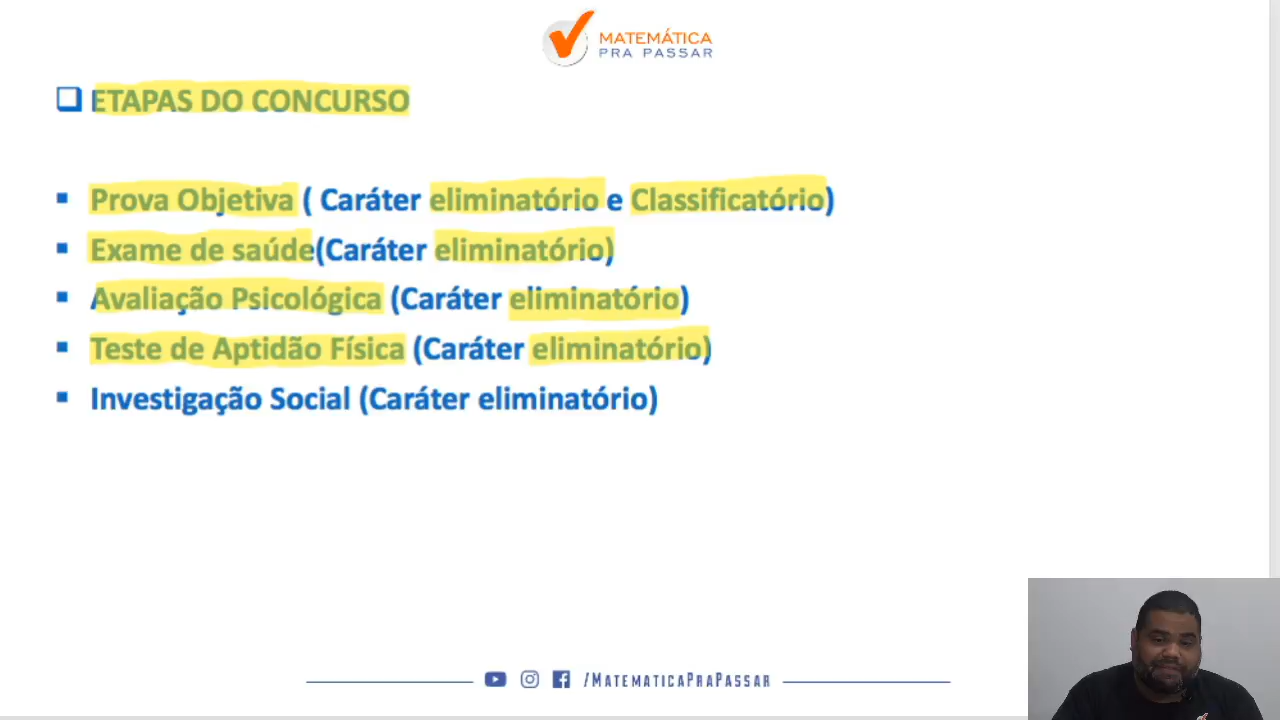 MATEMÁTICA
PRA PASSAR
ETAPAS DO CONCURSO
Prova Objetiva ( Caráter eliminatório e Classificatório)
Exame de saúde(Caráter eliminatório)
Avaliação Psicológica (Caráter eliminatório)
Teste de Aptidão Física (Caráter eliminatório)
Investigação Social (Caráter eliminatório)
/MATEMATICAPRAPASSAR